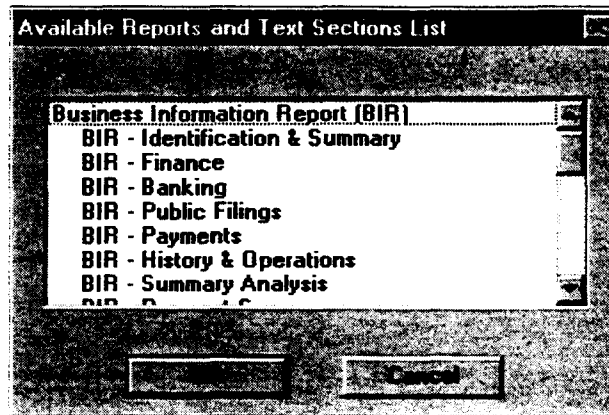 Available Reports and Text Sections List
Business Information Report (BIR)
BIR - Identification & Summary
BIR - Finance
BIR - Banking
BIR - Public Filings
BIR - Payments
BIR - History & Operations
BIR - Summary Analysis
BIR -
Cancel